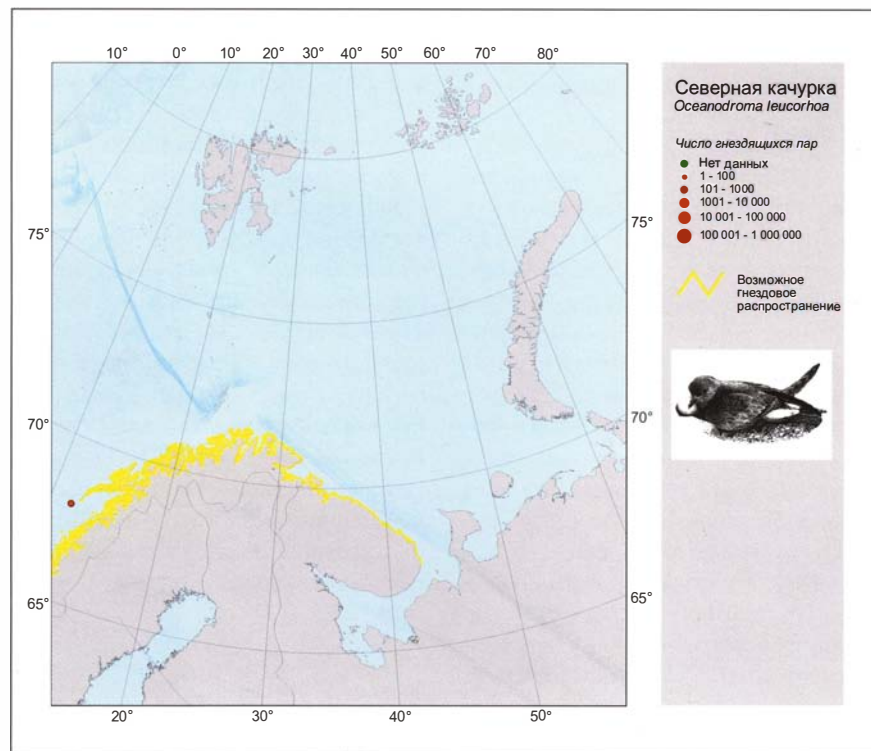 10° 0° 10° 20° 30° 40° 50° 60° 70° 80°
75° 75°
70° 70°
65° 65°
20° 30° 40° 50°
Северная качурка
Oceanodroma leucorhoa
Число гнездящихся пар
Нет данных
1 - 100
101 - 1000
1001 - 10 000
10 001 - 100 000
100 001 - 1 000 000
Возможное
гнездовое
распространение